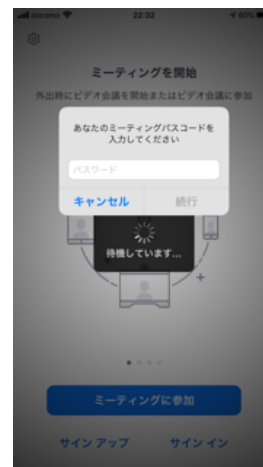 docomo 22:32 60%
ミーティングを開始
外出時にビデオ会議を開始またはビデオ会議に参加
あなたのミーティングパスコードを
入力してください
パスワード
キャンセル 続行
待機しています...
ミーティングに参加
サインアップ サインイン